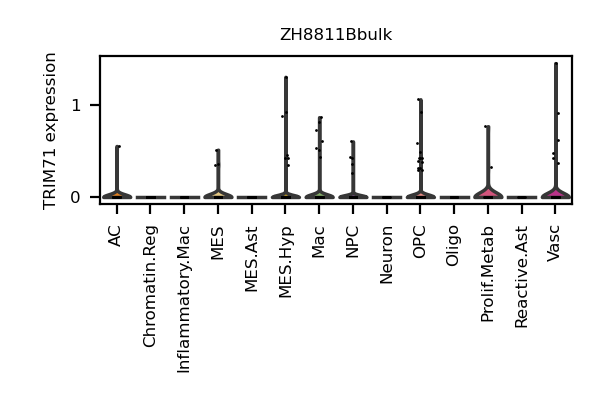 ZH8811Bbulk
TRIM71 expression
1
0
AC
Chromatin.Reg
Inflammatory.Mac
MES
MES.Ast
MES.Hyp
Mac
NPC
Neuron
OPC
Oligo
Prolif.Metab
Reactive.Ast
Vasc